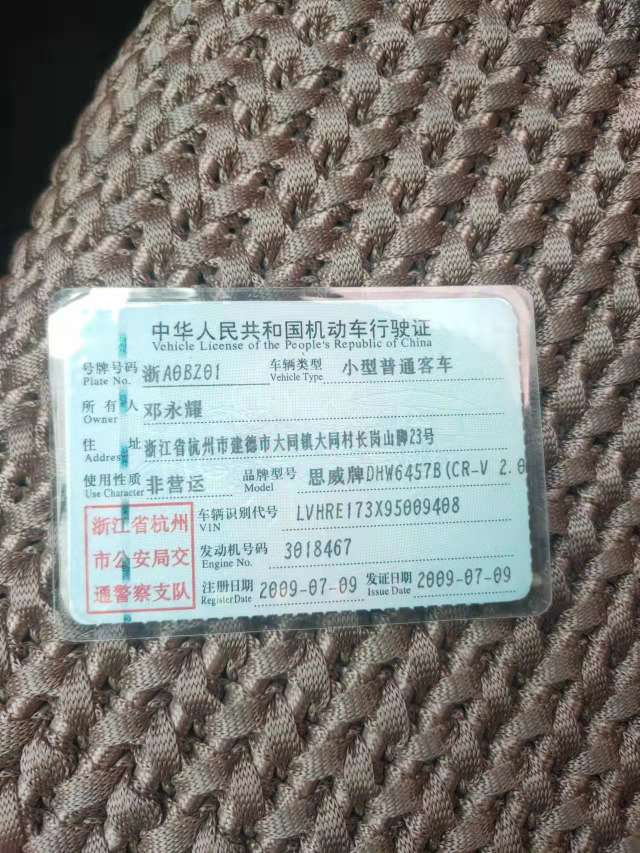 中华人民共和国机动车行驶证
Vehicle License of the People's Republic of China
号牌号码 浙A0BZ01 车辆类型 小型普通客车
Plate No. Vehicle Type
所有人 邓永耀
Owner
住址 浙江省杭州市建德市大同镇大同村长岗山脚23号
Address
使用性质 非营运 品牌型号 思威牌DHW6457B(CR-V 2.0
Use Character Model
浙江省杭州
市公安局交
通警察支队
车辆识别代号 LVHRE173X95009408
VIN
发动机号码 3018467
Engine No.
注册日期 2009-07-09 发证日期 2009-07-09
Register Date Issue Date